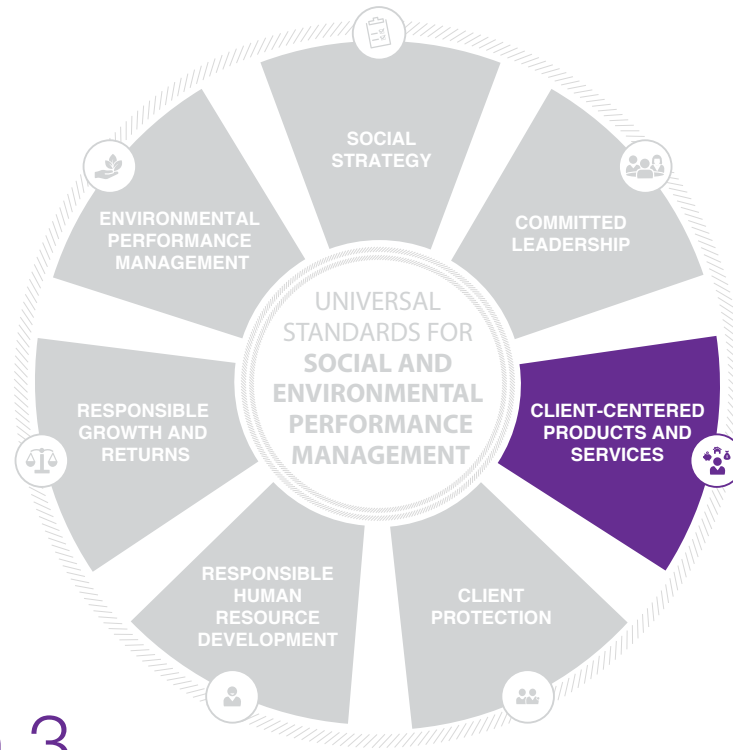 SOCIAL
STRATEGY
COMMITTED
LEADERSHIP
CLIENT-CENTERED
PRODUCTS AND
SERVICES
CLIENT
PROTECTION
RESPONSIBLE
HUMAN
RESOURCE
DEVELOPMENT
RESPONSIBLE
GROWTH AND
RETURNS
ENVIRONMENTAL
PERFORMANCE
MANAGEMENT
UNIVERSAL
STANDARDS FOR
SOCIAL AND
ENVIRONMENTAL
PERFORMANCE
MANAGEMENT
3